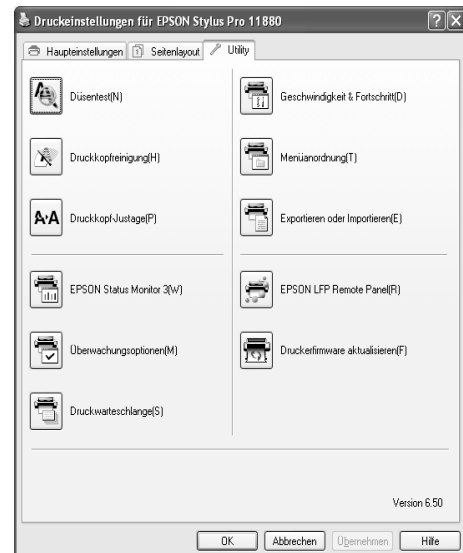 Druckeinstellungen für EPSON Stylus Pro 11880
Haupteinstellungen
Seitenlayout
Utility
Düsentest(N)
Druckkopfreinigung(H)
A·A
Druckkopf-Justage(P)
Geschwindigkeit & Fortschritt(D)
Menüanordnung(T)
Exportieren oder Importieren(E)
EPSON Status Monitor 3(W)
Überwachungsoptionen(M)
Druckwarteschlange(S)
EPSON LFP Remote Panel(R)
Druckerfirmware aktualisieren(F)
Version 6.50
OK
Abbrechen
Übernehmen
Hilfe